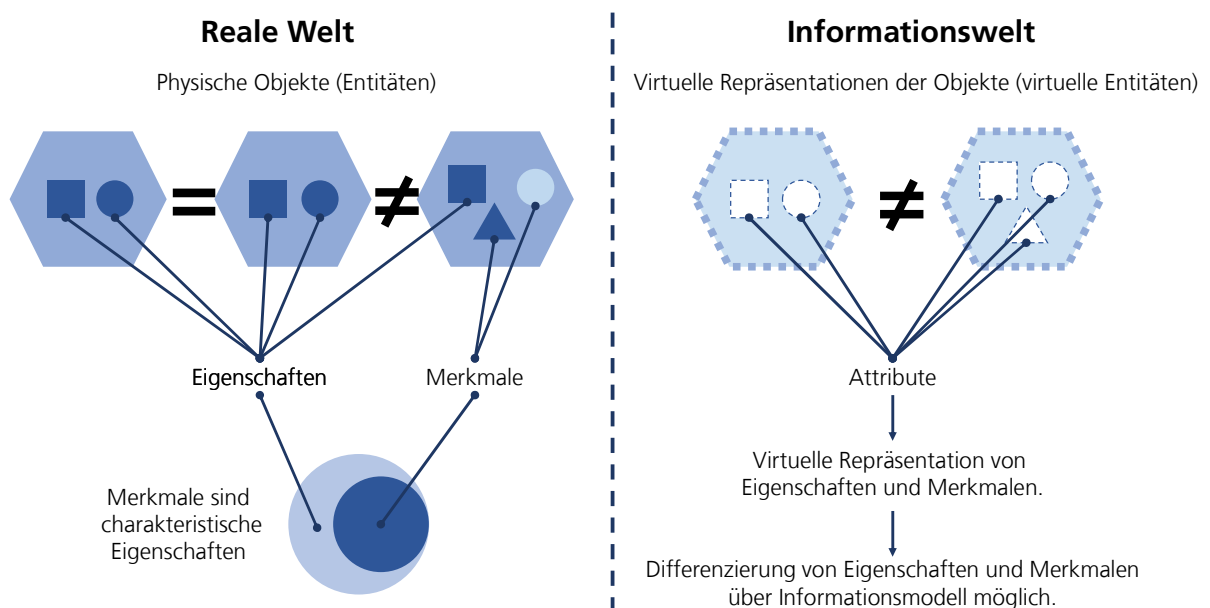 Reale Welt
Physische Objekte (Entitäten)
=
≠
Eigenschaften
Merkmale
Merkmale sind
charakteristische
Eigenschaften
Informationswelt
Virtuelle Repräsentationen der Objekte (virtuelle Entitäten)
≠
Attribute
Virtuelle Repräsentation von
Eigenschaften und Merkmalen.
Differenzierung von Eigenschaften und Merkmalen
über Informationsmodell möglich.